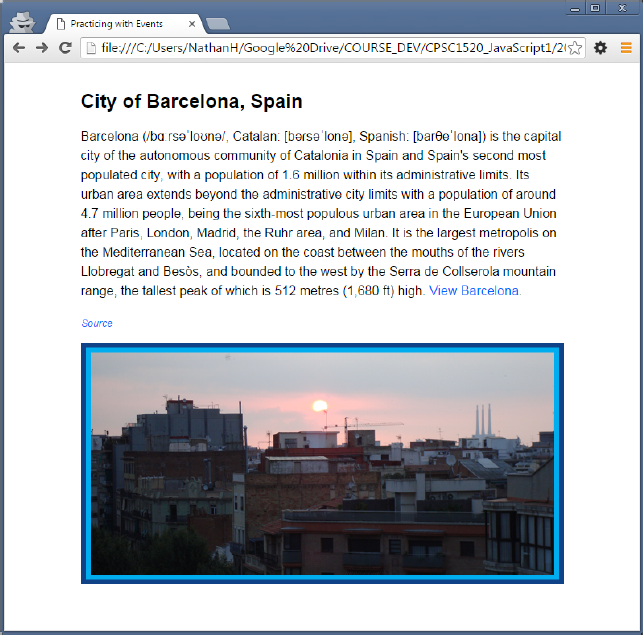 Practicing with Events
file:///C:/Users/NathanH/Google%20Drive/COURSE_DEV/CPSC1520_JavaScript1/2
City of Barcelona, Spain
Barcelona (/bɑːrsəˈloʊnə/, Catalan: [bərsəˈlonə], Spanish: [barθeˈlona]) is the capital
city of the autonomous community of Catalonia in Spain and Spain's second most
populated city, with a population of 1.6 million within its administrative limits. Its
urban area extends beyond the administrative city limits with a population of around
4.7 million people, being the sixth-most populous urban area in the European Union
after Paris, London, Madrid, the Ruhr area, and Milan. It is the largest metropolis on
the Mediterranean Sea, located on the coast between the mouths of the rivers
Llobregat and Besòs, and bounded to the west by the Serra de Collserola mountain
range, the tallest peak of which is 512 metres (1,680 ft) high. View Barcelona.
Source